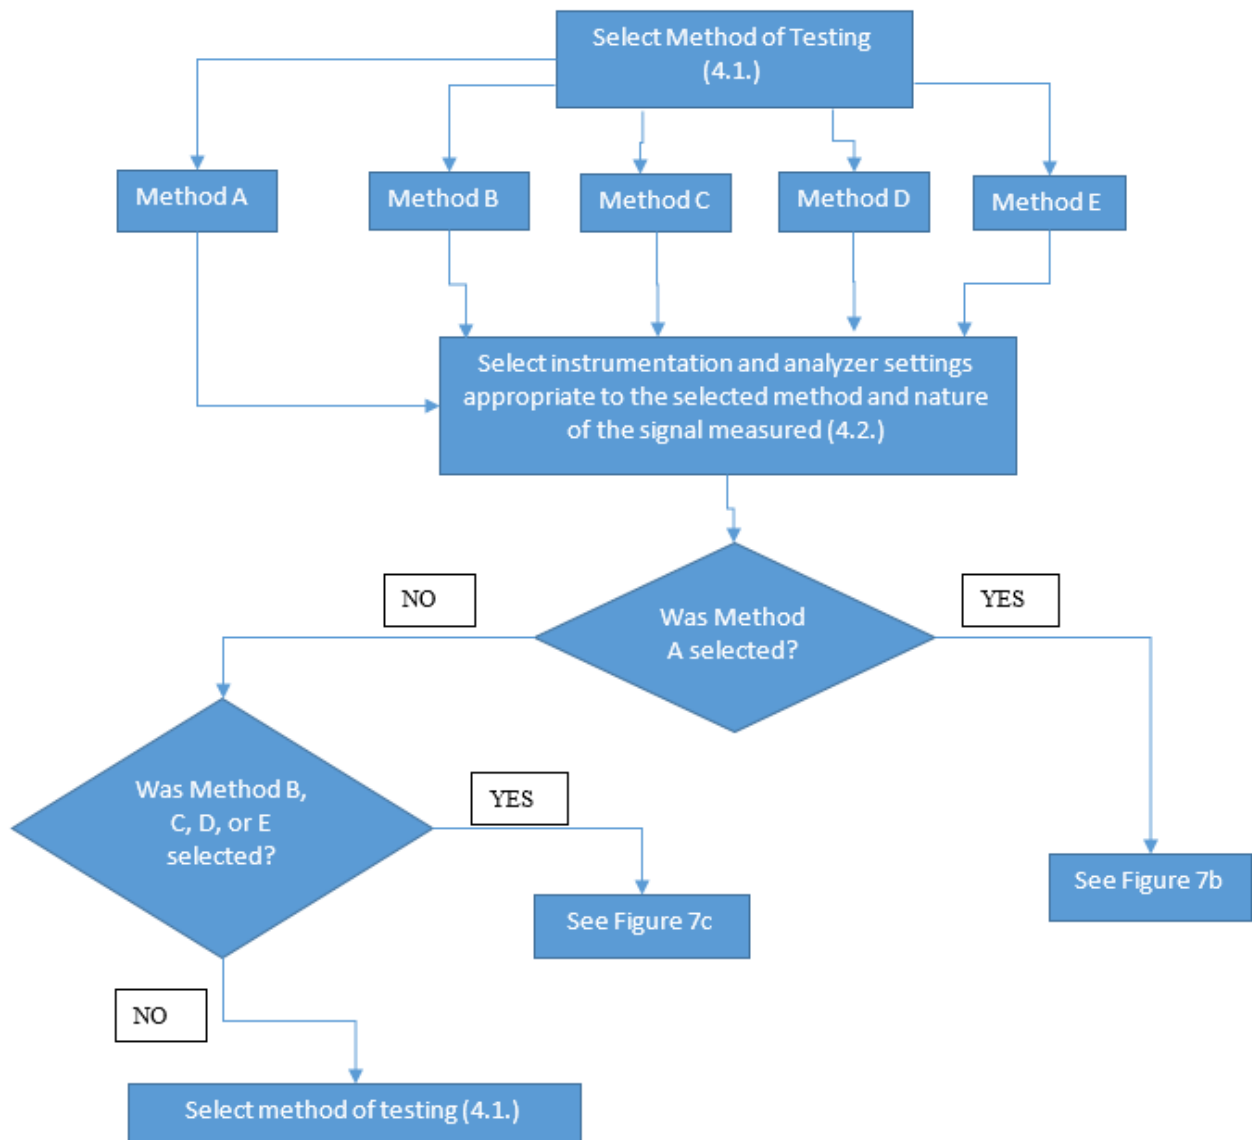 Select Method of Testing
(4.1.)
Method A
Method B
Method C
Method D
Method E
Select instrumentation and analyzer settings
appropriate to the selected method and nature
of the signal measured (4.2.)
NO
YES
Was Method
A selected?
Was Method B,
C, D, or E
selected?
YES
See Figure 7b
See Figure 7c
NO
Select method of testing (4.1.)